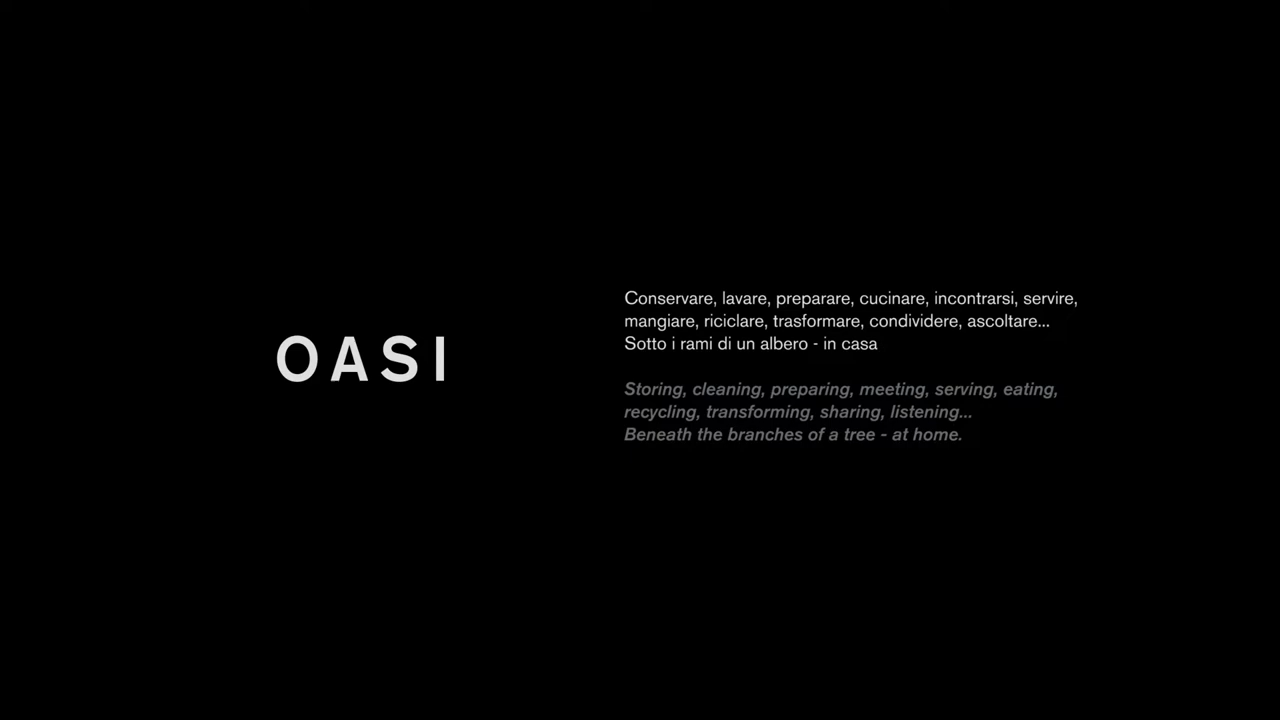 OASI
Conservare, lavare, preparare, cucinare, incontrarsi, servire,
mangiare, riciclare, trasformare, condividere, ascoltare...
Sotto i rami di un albero - in casa
Storing, cleaning, preparing, meeting, serving, eating,
recycling, transforming, sharing, listening...
Beneath the branches of a tree - at home.